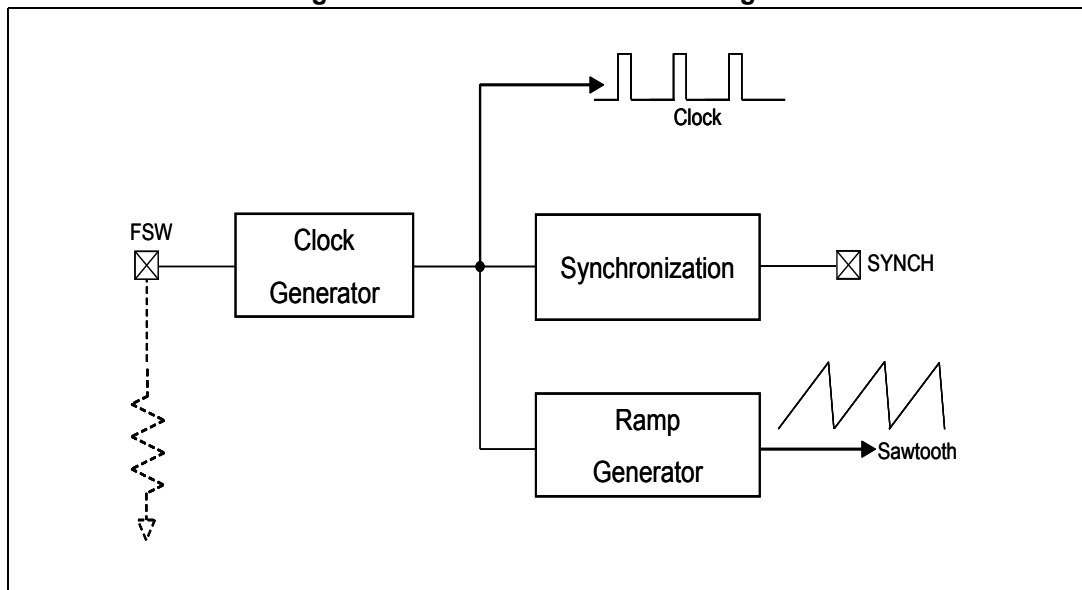 Clock
FSW
Clock
Generator
Synchronization
SYNCH
Ramp
Generator
Sawtooth